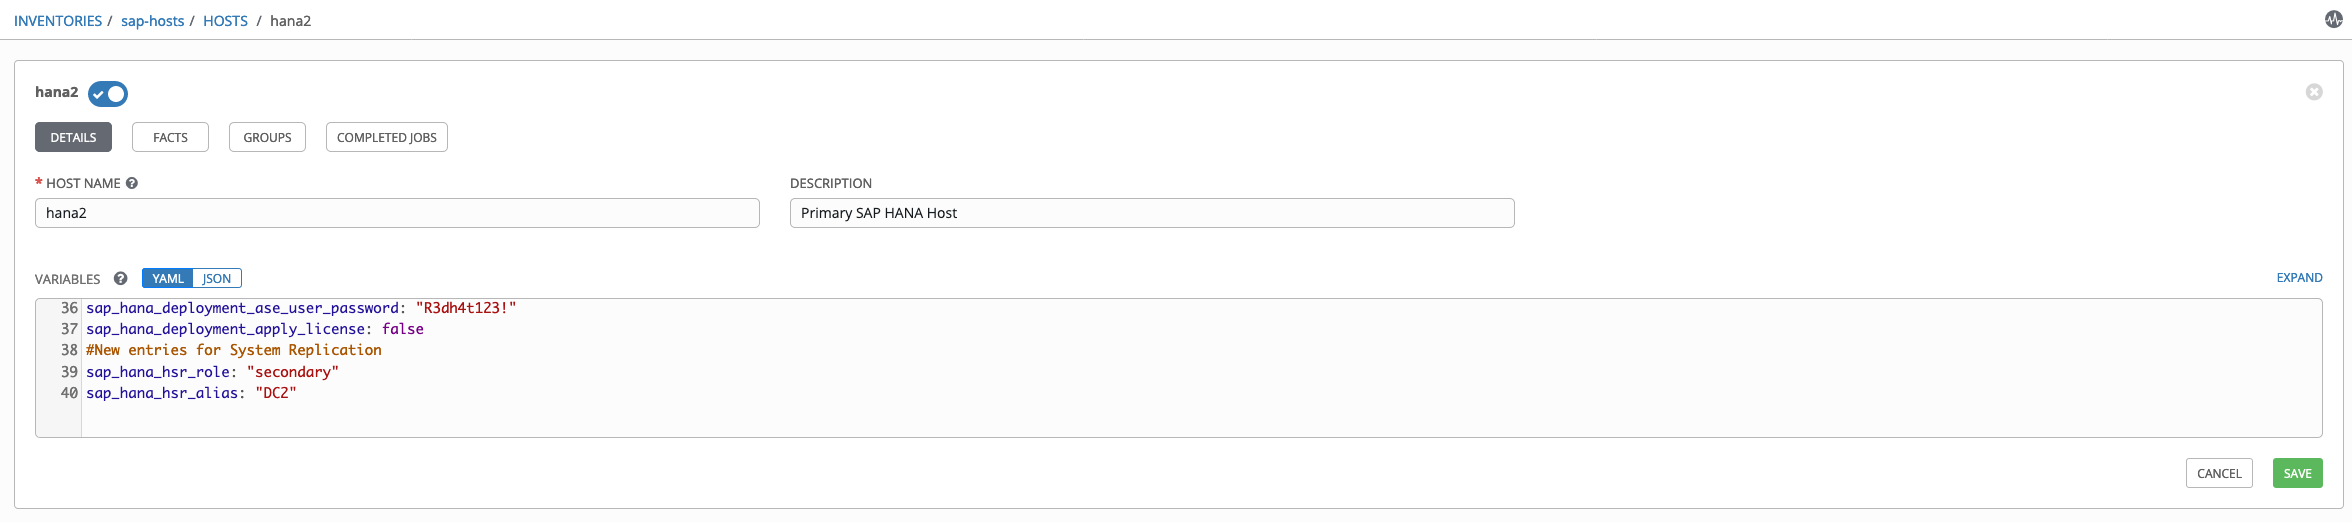 INVENTORIES / sap-hosts / HOSTS / hana2
hana2
DETAILS FACTS GROUPS COMPLETED JOBS
* HOST NAME ? DESCRIPTION
hana2 Primary SAP HANA Host
VARIABLES ? YAML JSON EXPAND
36 sap_hana_deployment_ase_user_password: "R3dh4t123!"
37 sap_hana_deployment_apply_license: false
38 #New entries for System Replication
39 sap_hana_hsr_role: "secondary"
40 sap_hana_hsr_alias: "DC2"
CANCEL SAVE